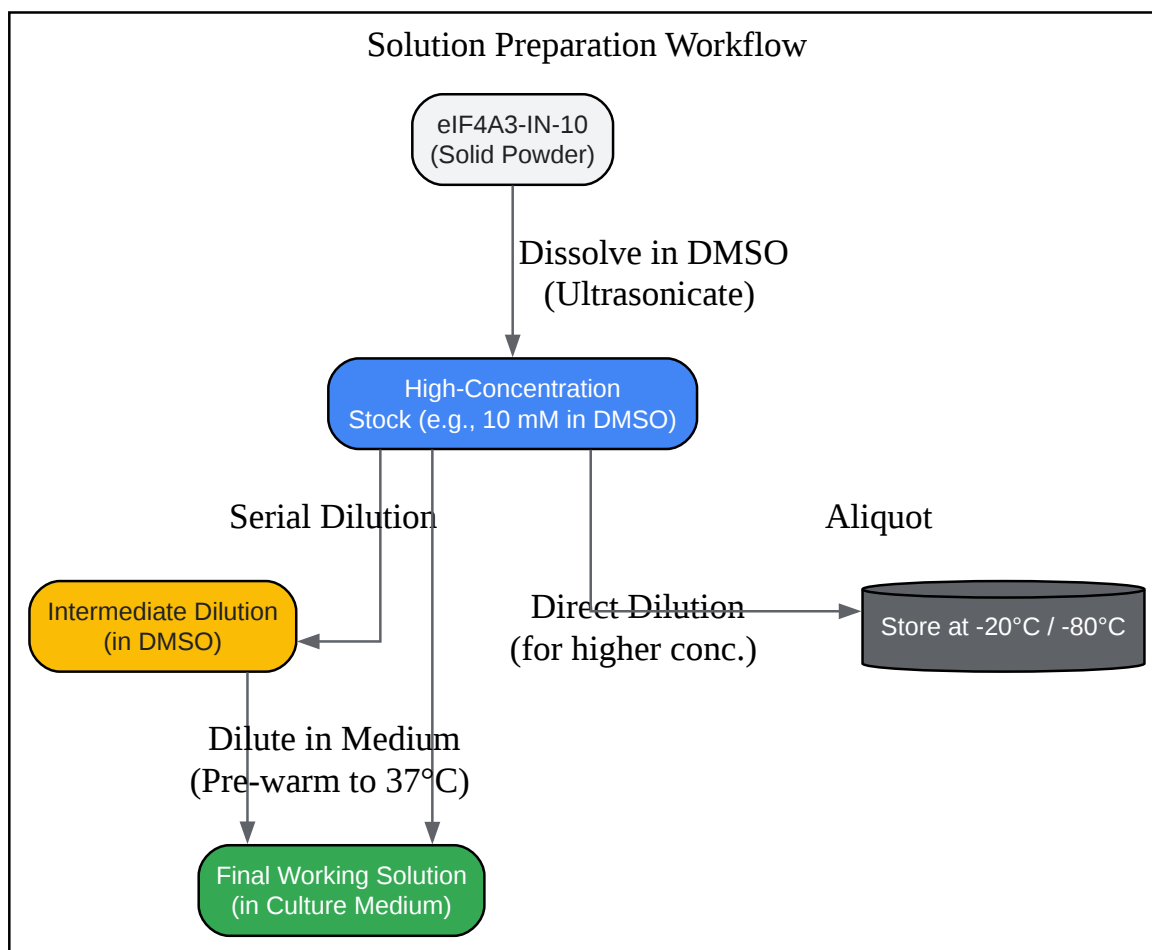 Solution Preparation Workflow
eIF4A3-IN-10
(Solid Powder)
Dissolve in DMSO
(Ultrasonicate)
High-Concentration
Stock (e.g., 10 mM in DMSO)
Serial Dilution
Aliquot
Intermediate Dilution
(in DMSO)
Direct Dilution
(for higher conc.)
Store at -20°C / -80°C
Dilute in Medium
(Pre-warm to 37°C)
Final Working Solution
(in Culture Medium)